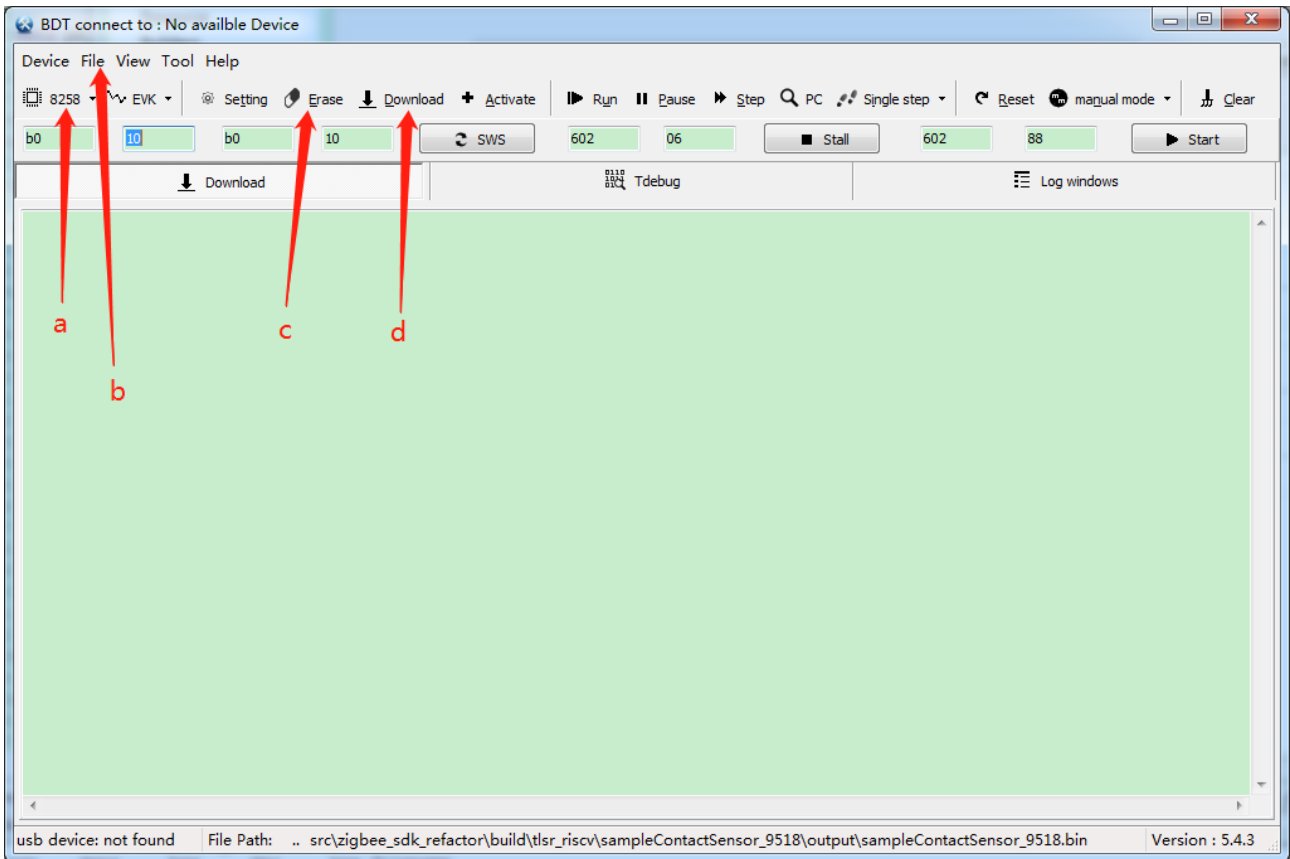 BDT connect to : No availble Device
Device File View Tool Help
8258 EVK Setting Erase Download Activate Run Pause Step PC Single step Reset manual mode Clear
b0 10 b0 10 SWS 602 06 Stall 602 88 Start
Download Tdebug Log windows
a
c d
b
usb device: not found File Path: .. src\zigbee_sdk_refactor\build\tlsr_riscv\sampleContactSensor_9518\output\sampleContactSensor_9518.bin Version : 5.4.3